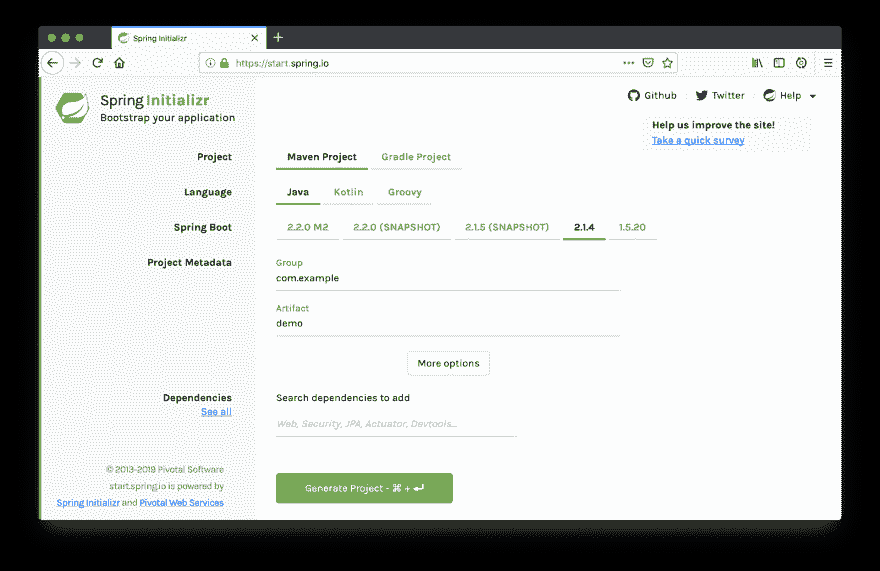 Spring Initializr
https://start.spring.io
Spring Initializr
Bootstrap your application
Github
Twitter
Help
Help us improve the site!
Take a quick survey
Project
Maven Project
Gradle Project
Language
Java
Kotlin
Groovy
Spring Boot
2.2.0 M2
2.2.0 (SNAPSHOT)
2.1.5 (SNAPSHOT)
2.1.4
1.5.20
Project Metadata
Group
com.example
Artifact
demo
More options
Dependencies
See all
Search dependencies to add
Web, Security, JPA, Actuator, Devtools...
© 2013-2019 Pivotal Software
start.spring.io is powered by
Spring Initializr and Pivotal Web Services
Generate Project - ⌘ + ↵